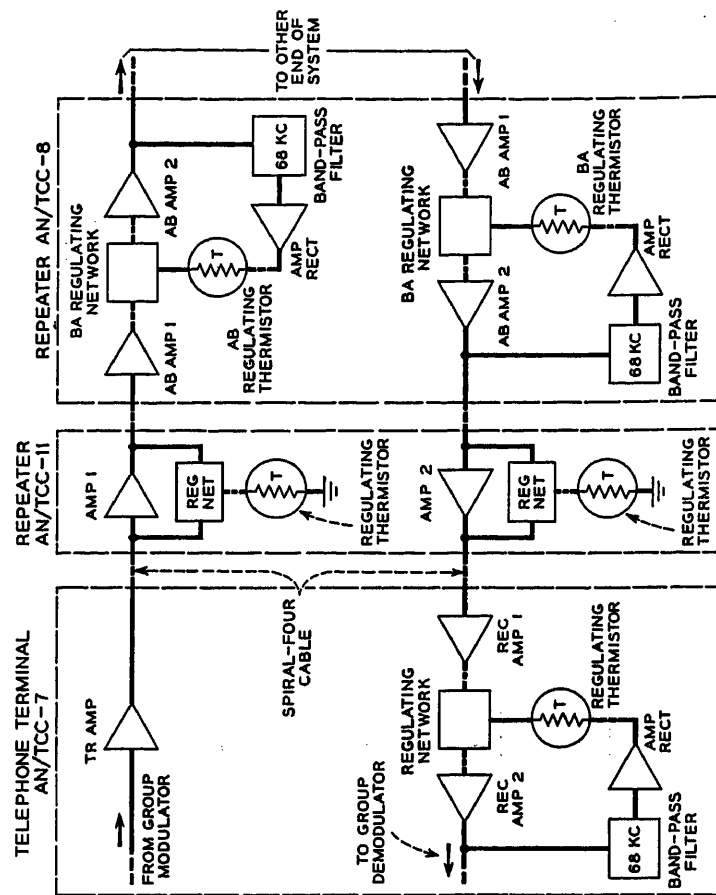 TELEPHONE TERMINAL
AN/TCC-7
REPEATER
AN/TCC-11
REPEATER AN/TCC-8
TR AMP
FROM GROUP
MODULATOR
AMP 1
REG
NET
T
REGULATING
THERMISTOR
AB AMP 1
BA REGULATING
NETWORK
AB AMP 2
T
AB
REGULATING
THERMISTOR
AMP
RECT
68 KC
BAND-PASS
FILTER
TO OTHER
END OF
SYSTEM
SPIRAL-FOUR
CABLE
TO GROUP
DEMODULATOR
REC
AMP 2
REGULATING
NETWORK
REC
AMP 1
T
REGULATING
THERMISTOR
AMP
RECT
68 KC
BAND-PASS
FILTER
AMP 2
REG
NET
T
REGULATING
THERMISTOR
AB AMP 2
BA REGULATING
NETWORK
AB AMP 1
T
BA
REGULATING
THERMISTOR
AMP
RECT
68 KC
BAND-PASS
FILTER